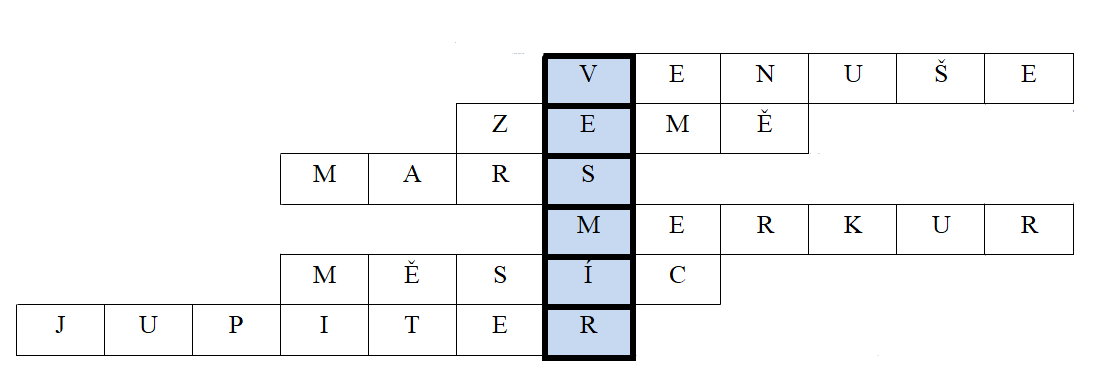 VENUŠE
ZEMĚ
MARS
MERKUR
MĚSÍC
JUPITER